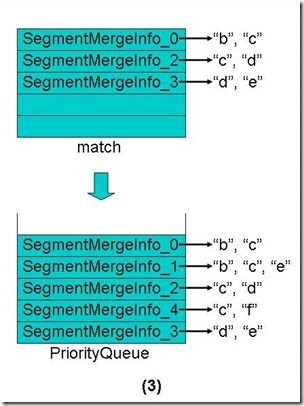 SegmentMergeInfo_0 “b”, “c”
SegmentMergeInfo_2 “c”, “d”
SegmentMergeInfo_3 “d”, “e”
match
SegmentMergeInfo_0 “b”, “c”
SegmentMergeInfo_1 “b”, “c”, “e”
SegmentMergeInfo_2 “c”, “d”
SegmentMergeInfo_4 “c”, “f”
SegmentMergeInfo_3 “d”, “e”
PriorityQueue
(3)